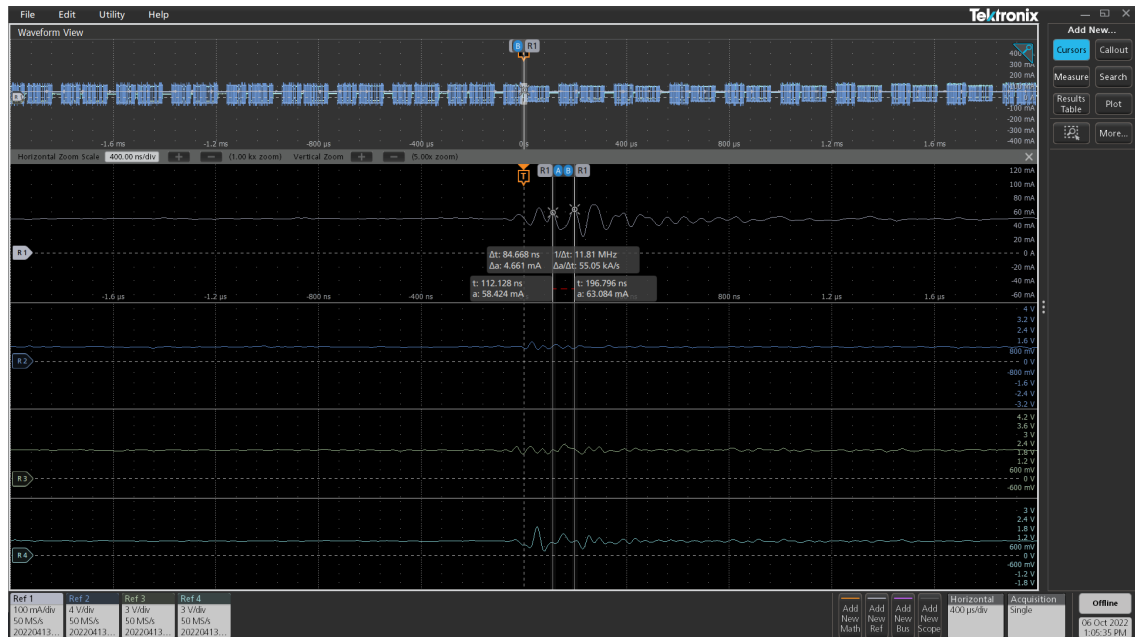 File Edit Utility Help Tektronix
Waveform View
Add New...
Cursors Callout
Measure Search
Results Table Plot
More...
B R1
300 mA
200 mA
-100 mA
-200 mA
-300 mA
-400 mA
-1.6 ms -1.2 ms -400 µs 0 s 400 µs 800 µs 1.2 ms 1.6 ms
Horizontal Zoom Scale 400.00 ns/div + − (1.00 kx zoom) Vertical Zoom + − (5.00x zoom)
T R1 A B R1
120 mA
100 mA
80 mA
60 mA
40 mA
20 mA
R1 0 A
-20 mA
-40 mA
-60 mA
Δt: 84.668 ns 1/Δt: 11.81 MHz
Δa: 4.661 mA Δa/Δt: 55.05 kA/s
t: 112.128 ns t: 196.796 ns
a: 58.424 mA a: 63.084 mA
-1.6 µs -1.2 µs -800 ns -400 ns 800 ns 1.2 µs 1.6 µs
4 V
3.2 V
2.4 V
1.6 V
800 mV
R2 0 V
-800 mV
-1.6 V
-2.4 V
-3.2 V
4.2 V
3.6 V
3 V
2.4 V
1.8 V
1.2 V
600 mV
R3 0 V
-600 mV
3 V
2.4 V
1.8 V
1.2 V
600 mV
R4 0 V
-600 mV
-1.2 V
-1.8 V
Ref 1 Ref 2 Ref 3 Ref 4
100 mA/div 4 V/div 3 V/div 3 V/div
50 MS/s 50 MS/s 50 MS/s 50 MS/s
20220413... 20220413... 20220413... 20220413...
Add New Math
Add New Ref
Add New Bus
Add New Scope
Horizontal
400 µs/div
Acquisition
Single
Offline
06 Oct 2022
1:05:35 PM